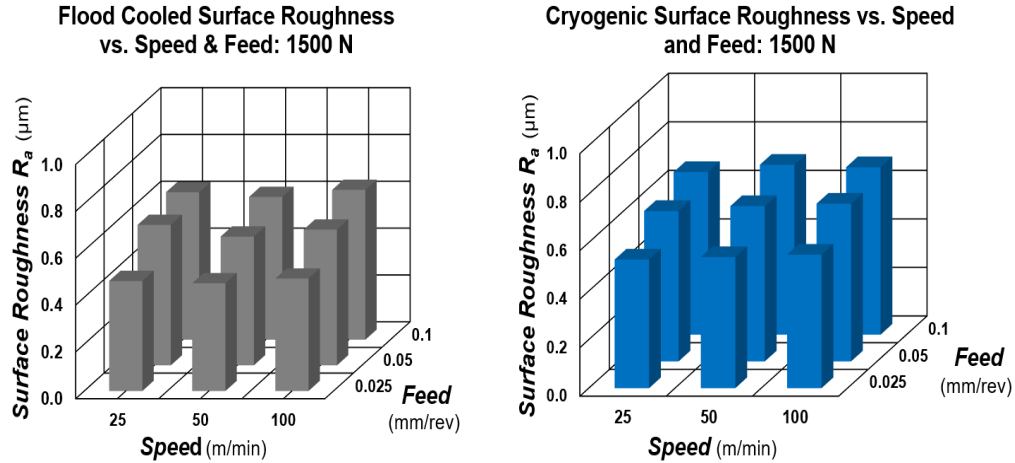 Flood Cooled Surface Roughness
vs. Speed & Feed: 1500 N
Surface Roughness Ra (μm)
1.0
0.8
0.6
0.4
0.2
0.0
25
50
100
Speed (m/min)
0.1
0.05
0.025
Feed
(mm/rev)
Cryogenic Surface Roughness vs. Speed
and Feed: 1500 N
Surface Roughness Ra (μm)
1.0
0.8
0.6
0.4
0.2
0.0
25
50
100
Speed (m/min)
0.1
0.05
0.025
Feed
(mm/rev)